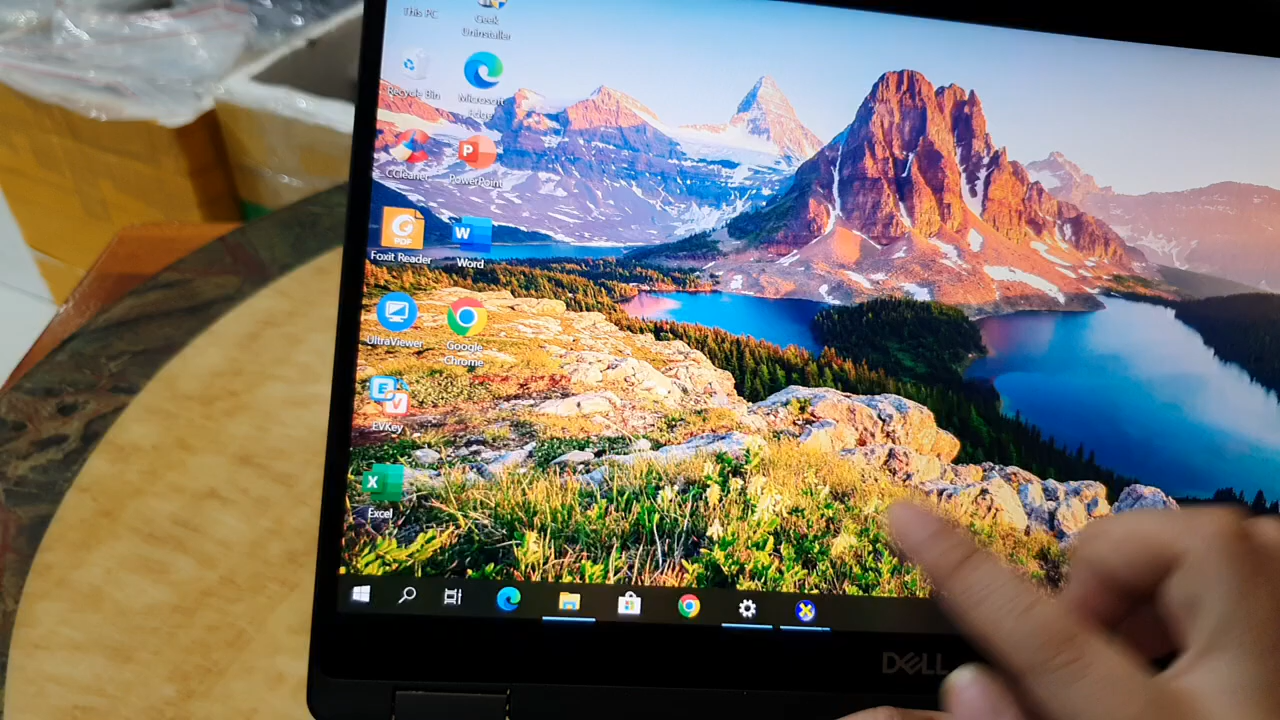 This PC
Geek
Uninstaller
Recycle Bin
Microsoft
Edge
CCleaner
P
PowerPoint
PDF
Foxit Reader
W
Word
UltraViewer
Google
Chrome
E
V
EVKey
X
Excel
DELL